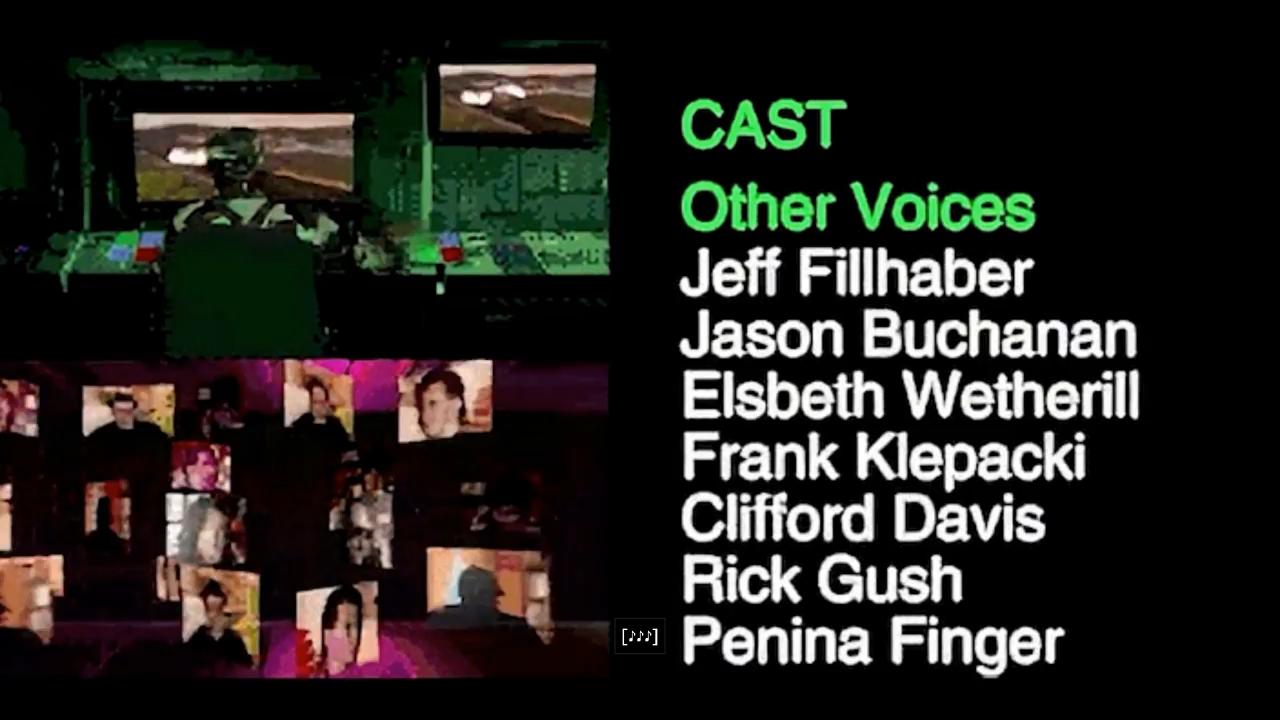 CAST
Other Voices
Jeff Fillhaber
Jason Buchanan
Elsbeth Wetherill
Frank Klepacki
Clifford Davis
Rick Gush
Penina Finger
[♪♪♪]